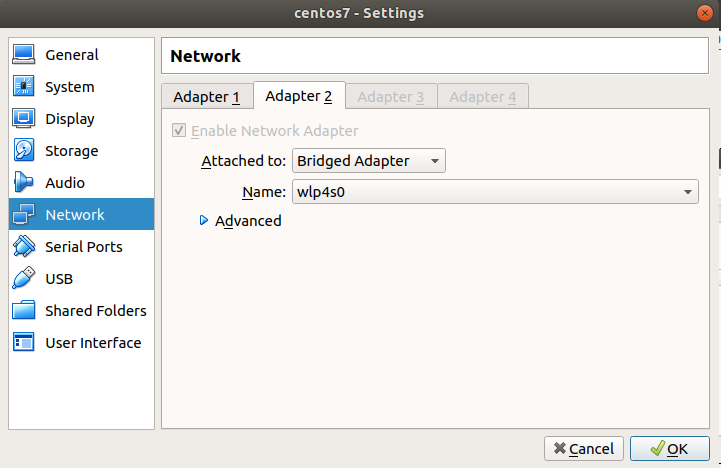 centos7 - Settings
General
System
Display
Storage
Audio
Network
Serial Ports
USB
Shared Folders
User Interface
Network
Adapter 1 Adapter 2 Adapter 3 Adapter 4
Enable Network Adapter
Attached to: Bridged Adapter
Name: wlp4s0
Advanced
Cancel OK